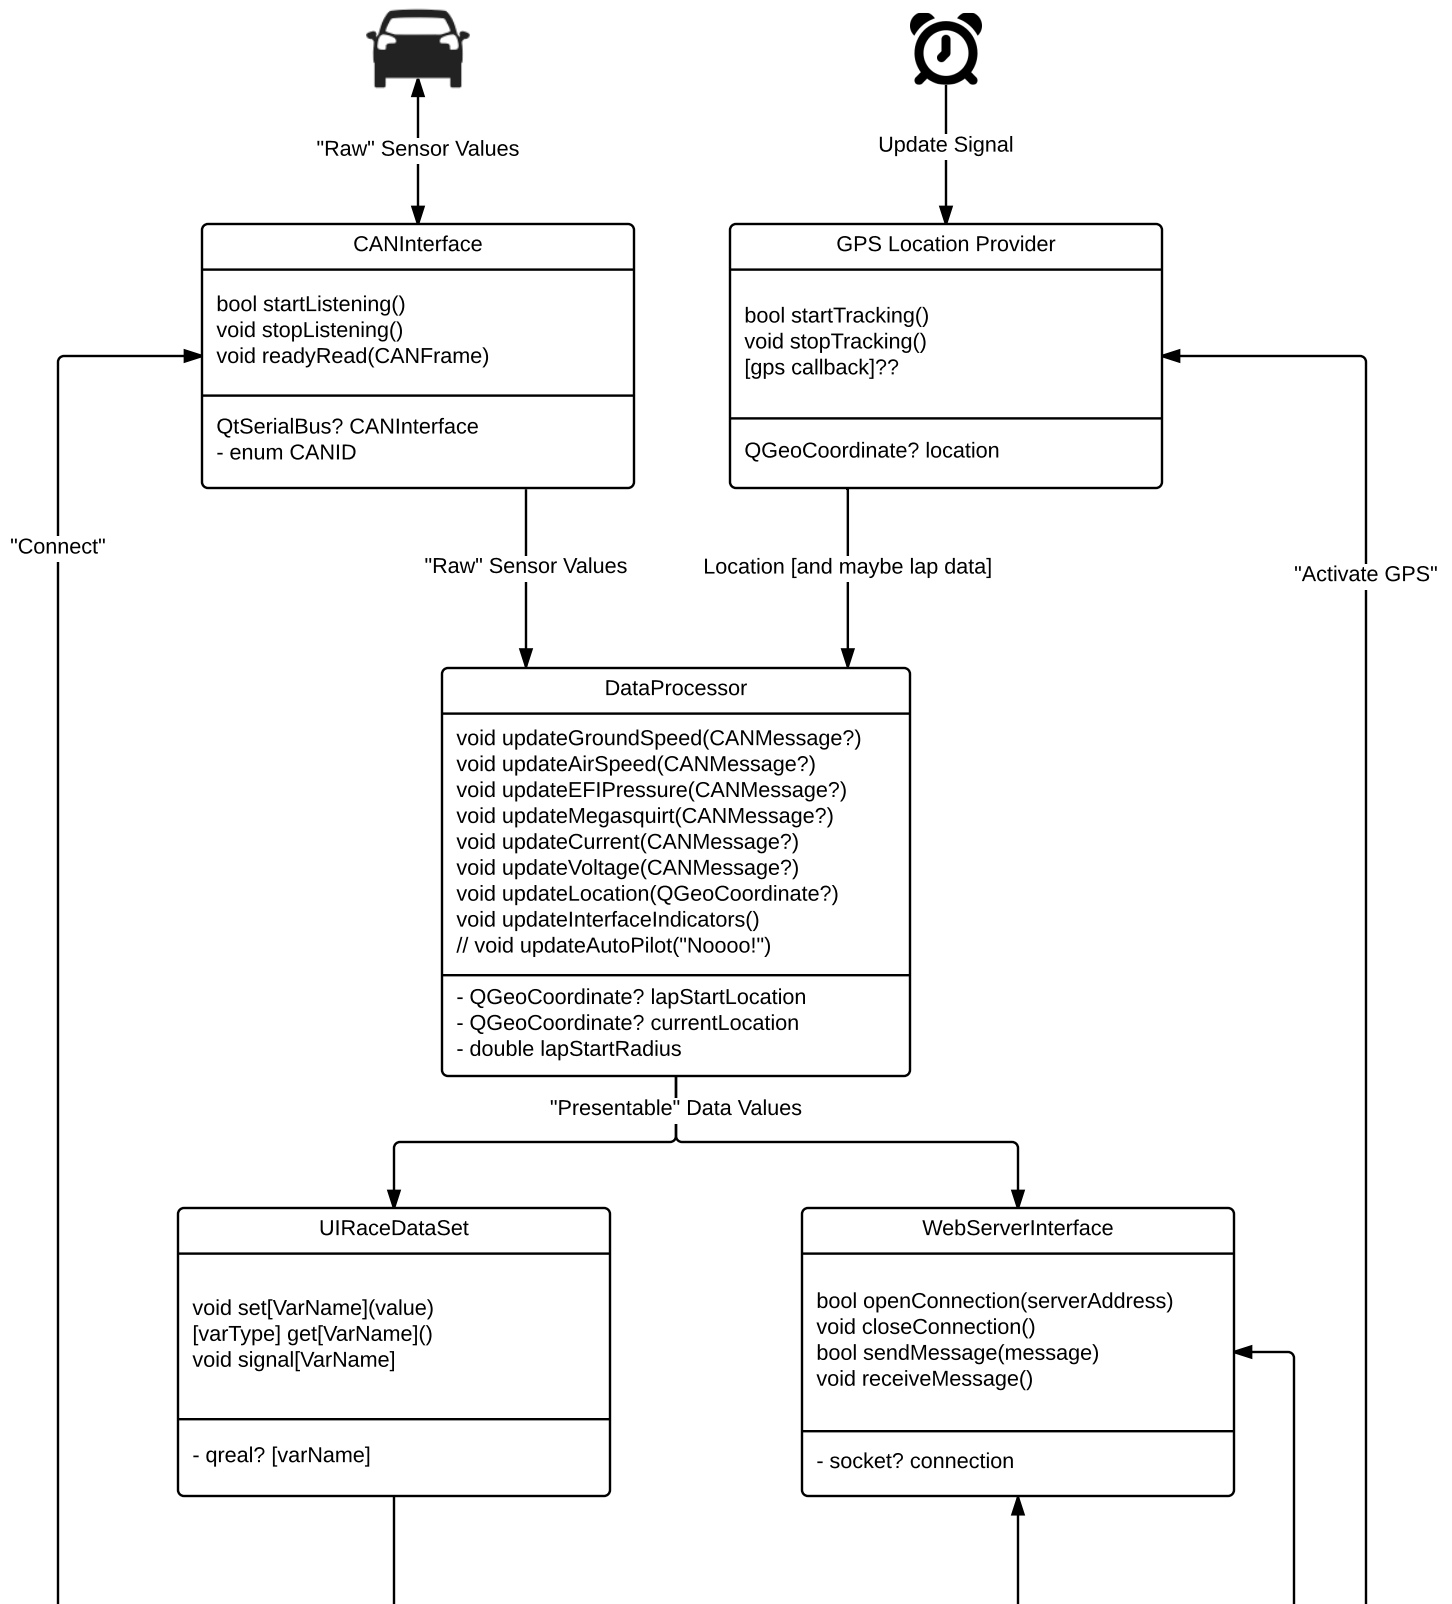 "Raw" Sensor Values
Update Signal
CANInterface
bool startListening()
void stopListening()
void readyRead(CANFrame)
QtSerialBus? CANInterface
- enum CANID
GPS Location Provider
bool startTracking()
void stopTracking()
[gps callback]??
QGeoCoordinate? location
"Connect"
"Raw" Sensor Values
Location [and maybe lap data]
"Activate GPS"
DataProcessor
void updateGroundSpeed(CANMessage?)
void updateAirSpeed(CANMessage?)
void updateEFIPressure(CANMessage?)
void updateMegasquirt(CANMessage?)
void updateCurrent(CANMessage?)
void updateVoltage(CANMessage?)
void updateLocation(QGeoCoordinate?)
void updateInterfaceIndicators()
// void updateAutoPilot("Noooo!")
- QGeoCoordinate? lapStartLocation
- QGeoCoordinate? currentLocation
- double lapStartRadius
"Presentable" Data Values
UIRaceDataSet
void set[VarName](value)
[varType] get[VarName]()
void signal[VarName]
- qreal? [varName]
WebServerInterface
bool openConnection(serverAddress)
void closeConnection()
bool sendMessage(message)
void receiveMessage()
- socket? connection